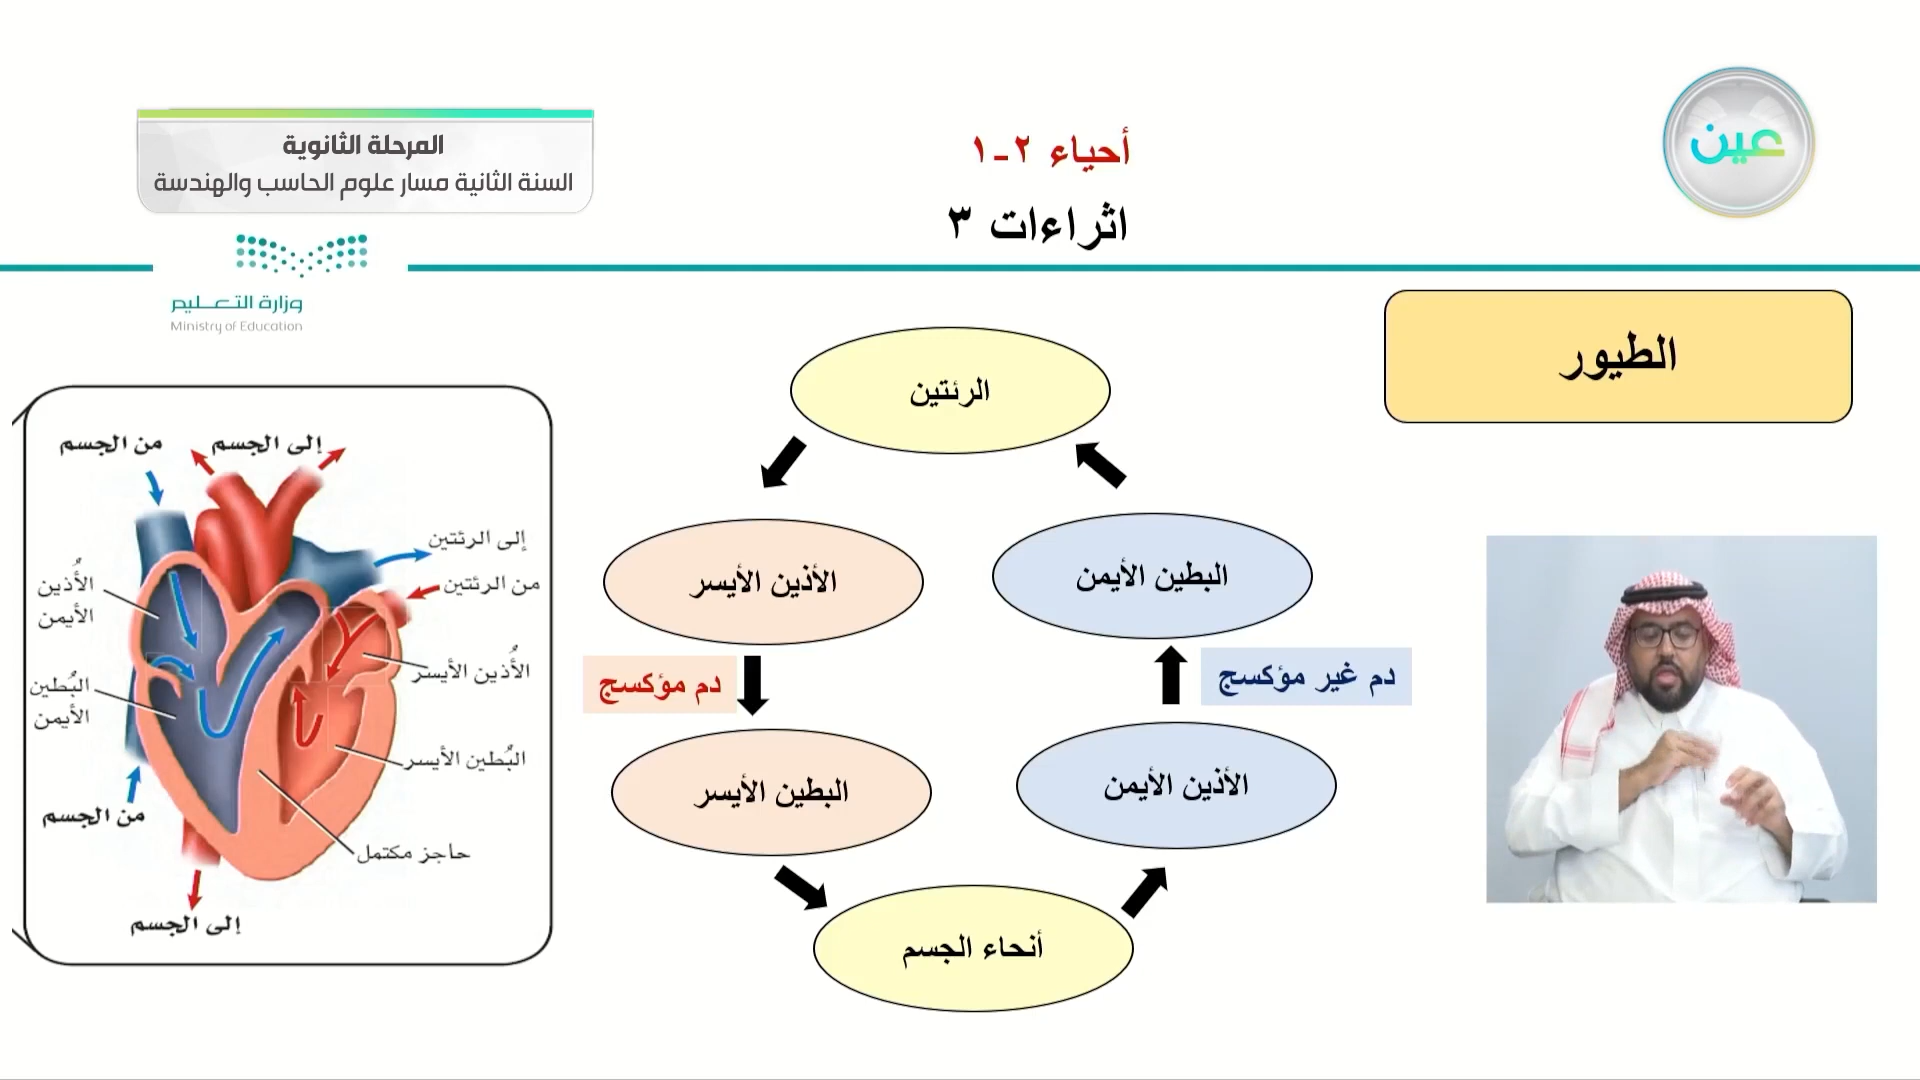 عين
أحياء ٢-١
اثراءات ٣
المرحلة الثانوية
السنة الثانية مسار علوم الحاسب والهندسة
وزارة التعـليم
Ministry of Education
الطيور
الرئتين
البطين الأيمن
الأذين الأيسر
دم غير مؤكسج
دم مؤكسج
الأذين الأيمن
البطين الأيسر
أنحاء الجسم
إلى الجسم
من الجسم
إلى الرئتين
من الرئتين
الأُذين
الأيمن
الأُذين الأيسر
البُطين
الأيمن
البُطين الأيسر
من الجسم
حاجز مكتمل
إلى الجسم